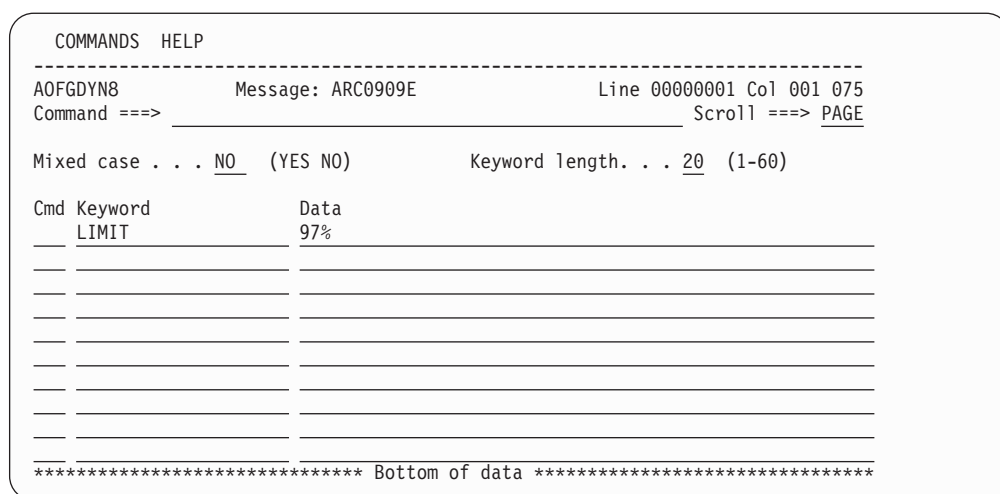 COMMANDS HELP
------------------------------------------------------------------------------
AOFGDYN8 Message: ARC0909E Line 00000001 Col 001 075
Command ===> Scroll ===> PAGE
Mixed case . . . NO (YES NO) Keyword length. . . 20 (1-60)
Cmd Keyword Data
LIMIT 97%
******************************* Bottom of data ********************************